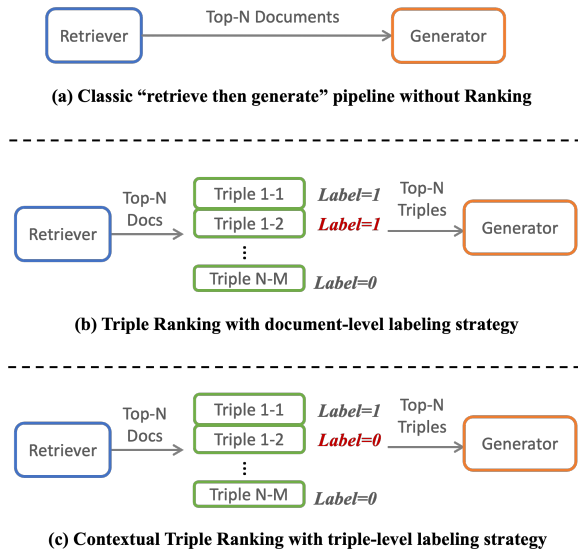 Top-N Documents
Retriever
Generator
(a) Classic “retrieve then generate” pipeline without Ranking
Top-N
Docs
Retriever
Triple 1-1
Label=1
Triple 1-2
Label=1
Triple N-M
Label=0
Top-N
Triples
Generator
(b) Triple Ranking with document-level labeling strategy
Top-N
Docs
Retriever
Triple 1-1
Label=1
Triple 1-2
Label=0
Triple N-M
Label=0
Top-N
Triples
Generator
(c) Contextual Triple Ranking with triple-level labeling strategy